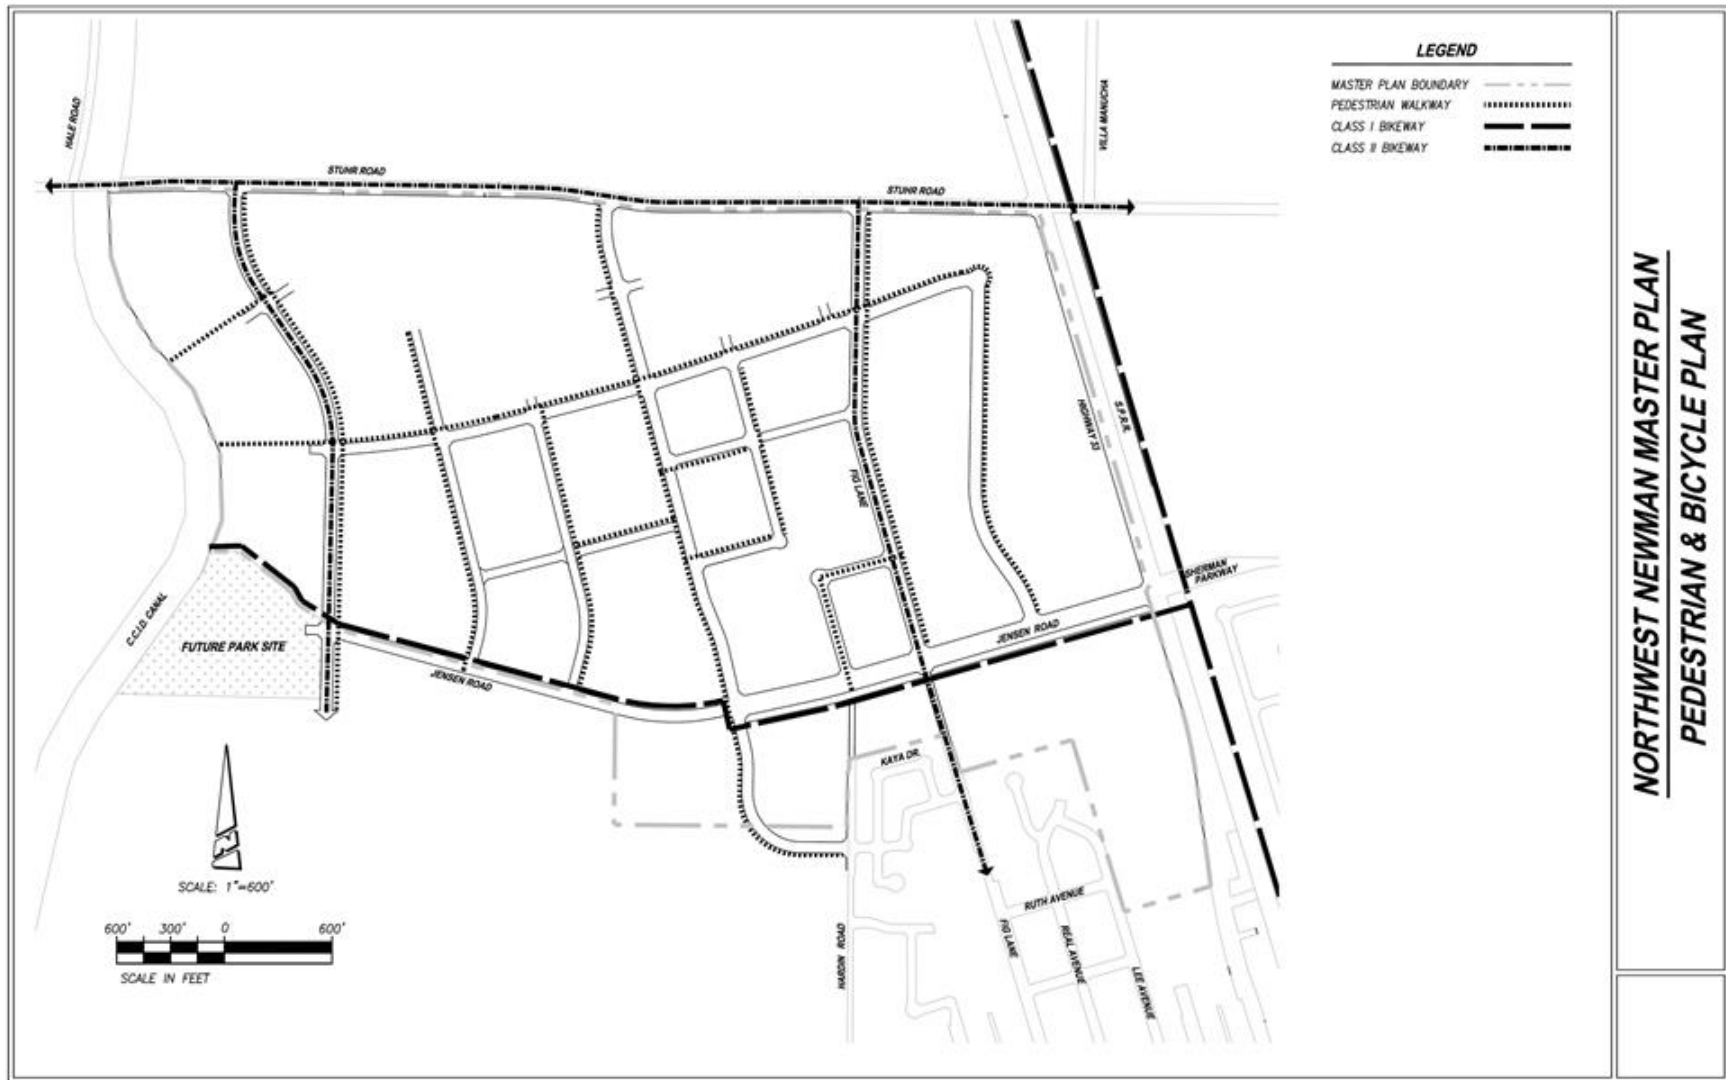 LEGEND
MASTER PLAN BOUNDARY
PEDESTRIAN WALKWAY
CLASS I BIKEWAY
CLASS II BIKEWAY
HALE ROAD
VILLA MANUCHA
STUHR ROAD
STUHR ROAD
HIGHWAY 33
S.P.R.R.
FIG LANE
SHERMAN
PARKWAY
C.C.I.D. CANAL
FUTURE PARK SITE
JENSEN ROAD
JENSEN ROAD
KAYA DR.
RUTH AVENUE
HARDIN ROAD
FIG LANE
REAL AVENUE
LEE AVENUE
SCALE: 1"=600'
600' 300' 0 600'
SCALE IN FEET
NORTHWEST NEWMAN MASTER PLAN
PEDESTRIAN & BICYCLE PLAN